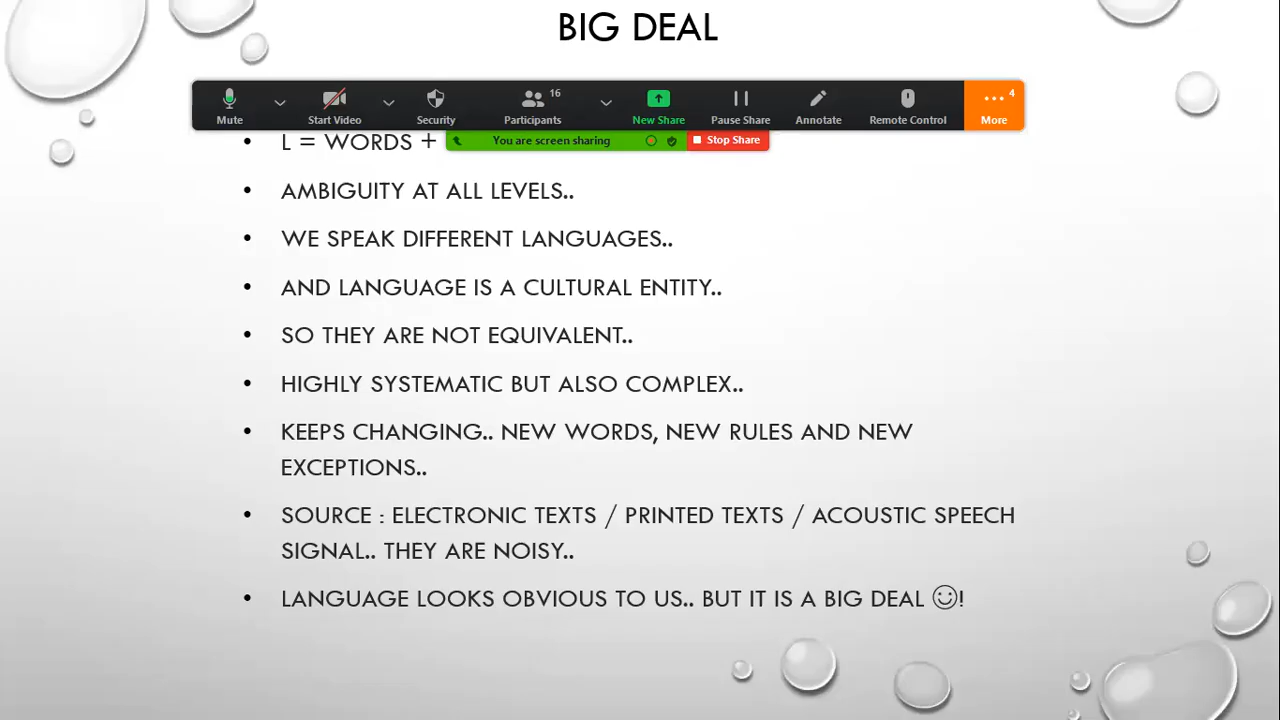 BIG DEAL
16
4
Mute
Start Video
Security
Participants
New Share
Pause Share
Annotate
Remote Control
More
You are screen sharing
Stop Share
• L = WORDS +
• AMBIGUITY AT ALL LEVELS..
• WE SPEAK DIFFERENT LANGUAGES..
• AND LANGUAGE IS A CULTURAL ENTITY..
• SO THEY ARE NOT EQUIVALENT..
• HIGHLY SYSTEMATIC BUT ALSO COMPLEX..
• KEEPS CHANGING.. NEW WORDS, NEW RULES AND NEW
EXCEPTIONS..
• SOURCE : ELECTRONIC TEXTS / PRINTED TEXTS / ACOUSTIC SPEECH
SIGNAL.. THEY ARE NOISY..
• LANGUAGE LOOKS OBVIOUS TO US.. BUT IT IS A BIG DEAL ☺!